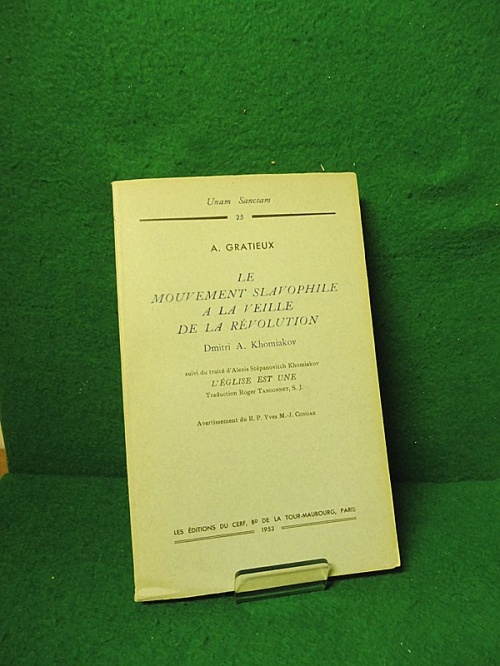 Unam Sanctam
25
A. GRATIEUX
LE
MOUVEMENT SLAVOPHILE
A LA VEILLE
DE LA RÉVOLUTION
Dmitri A. Khomiakov
suivi du traité d'Alexis Stépanovitch Khomiakov
L'ÉGLISE EST UNE
Traduction Roger Tandonnet, S. J.
Avertissement du R. P. Yves M.-J. Congar
LES ÉDITIONS DU CERF, Bᴰ DE LA TOUR-MAUBOURG, PARIS
1953